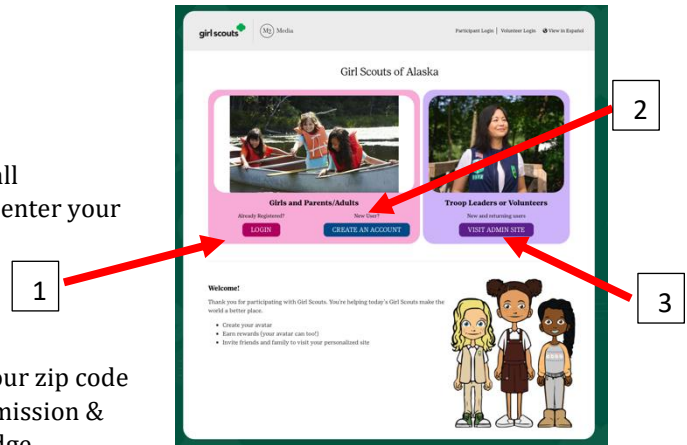 girl scouts M2 Media Participant Login | Volunteer Login View in Español
Girl Scouts of Alaska
2
all
enter your
Girls and Parents/Adults
Already Registered? New User?
LOGIN CREATE AN ACCOUNT
Troop Leaders or Volunteers
New and returning users
VISIT ADMIN SITE
1
3
Welcome!
Thank you for participating with Girl Scouts. You're helping today's Girl Scouts make the
world a better place.
• Create your avatar
• Earn rewards (your avatar can too!)
• Invite friends and family to visit your personalized site
our zip code
mission &